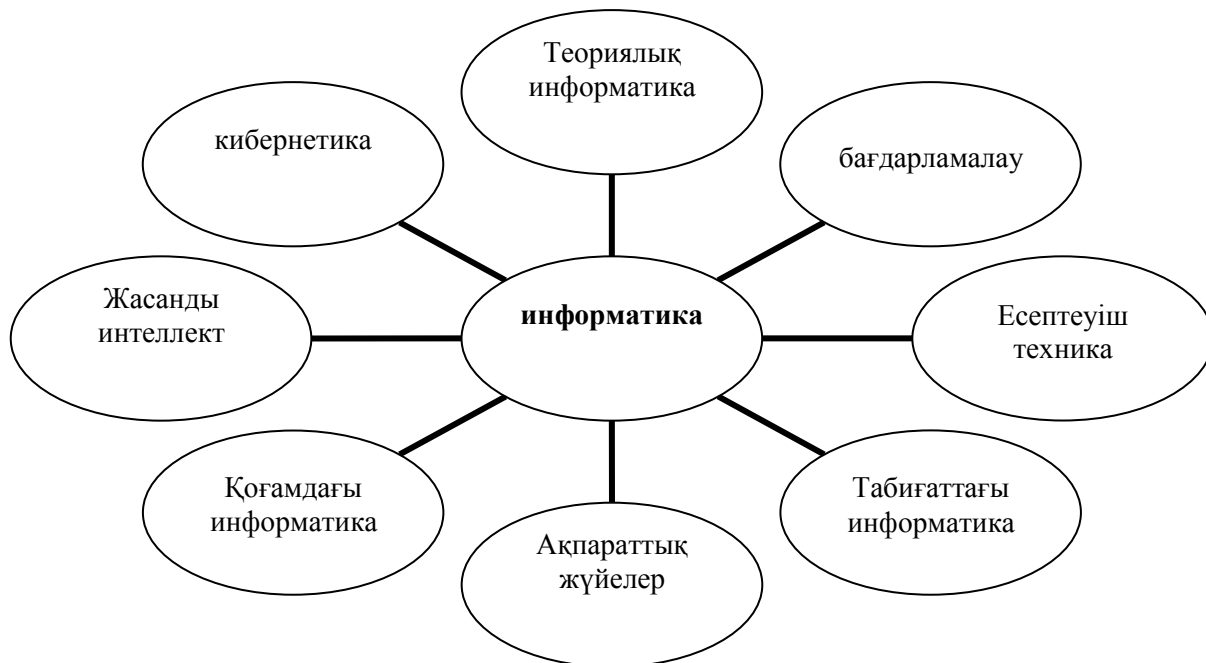 Теориялық
информатика
кибернетика
бағдарламалау
Жасанды
интеллект
информатика
Есептеуіш
техника
Қоғамдағы
информатика
Ақпараттық
жүйелер
Табиғаттағы
информатика